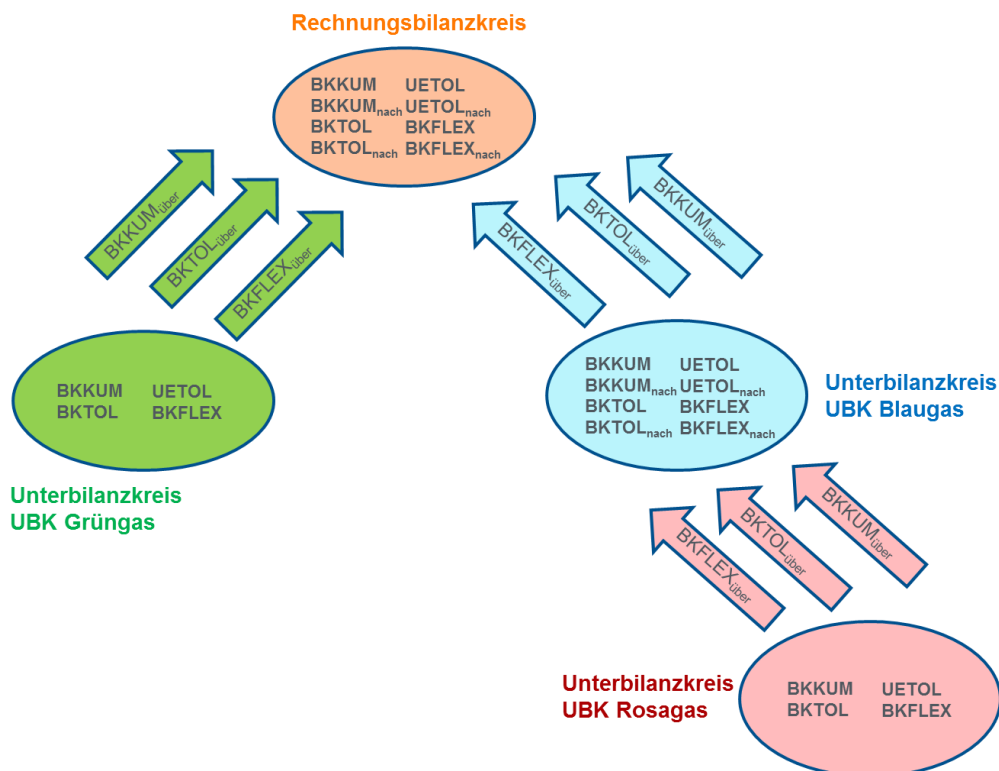 Rechnungsbilanzkreis
BKKUM UETOL
BKKUMnach UETOLnach
BKTOL BKFLEX
BKTOLnach BKFLEXnach
BKKUMüber
BKTOLüber
BKFLEXüber
BKFLEXüber
BKTOLüber
BKKUMüber
BKKUM UETOL
BKTOL BKFLEX
Unterbilanzkreis
UBK Grüngas
BKKUM UETOL
BKKUMnach UETOLnach
BKTOL BKFLEX
BKTOLnach BKFLEXnach
Unterbilanzkreis
UBK Blaugas
BKFLEXüber
BKTOLüber
BKKUMüber
Unterbilanzkreis
UBK Rosagas
BKKUM UETOL
BKTOL BKFLEX